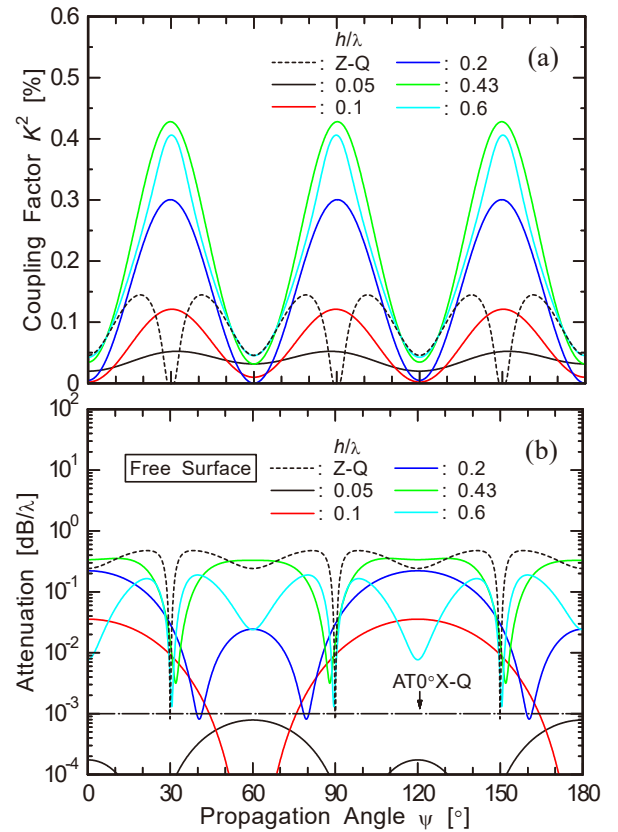 0.6
0.5
0.4
0.3
0.2
0.1
0
Coupling Factor K² [%]
h/λ
: Z-Q
: 0.05
: 0.1
: 0.2
: 0.43
: 0.6
(a)
10²
10¹
10⁰
10⁻¹
10⁻²
10⁻³
10⁻⁴
Attenuation [dB/λ]
Free Surface
h/λ
: Z-Q
: 0.05
: 0.1
: 0.2
: 0.43
: 0.6
(b)
AT0°X-Q
0 30 60 90 120 150 180
Propagation Angle ψ [°]